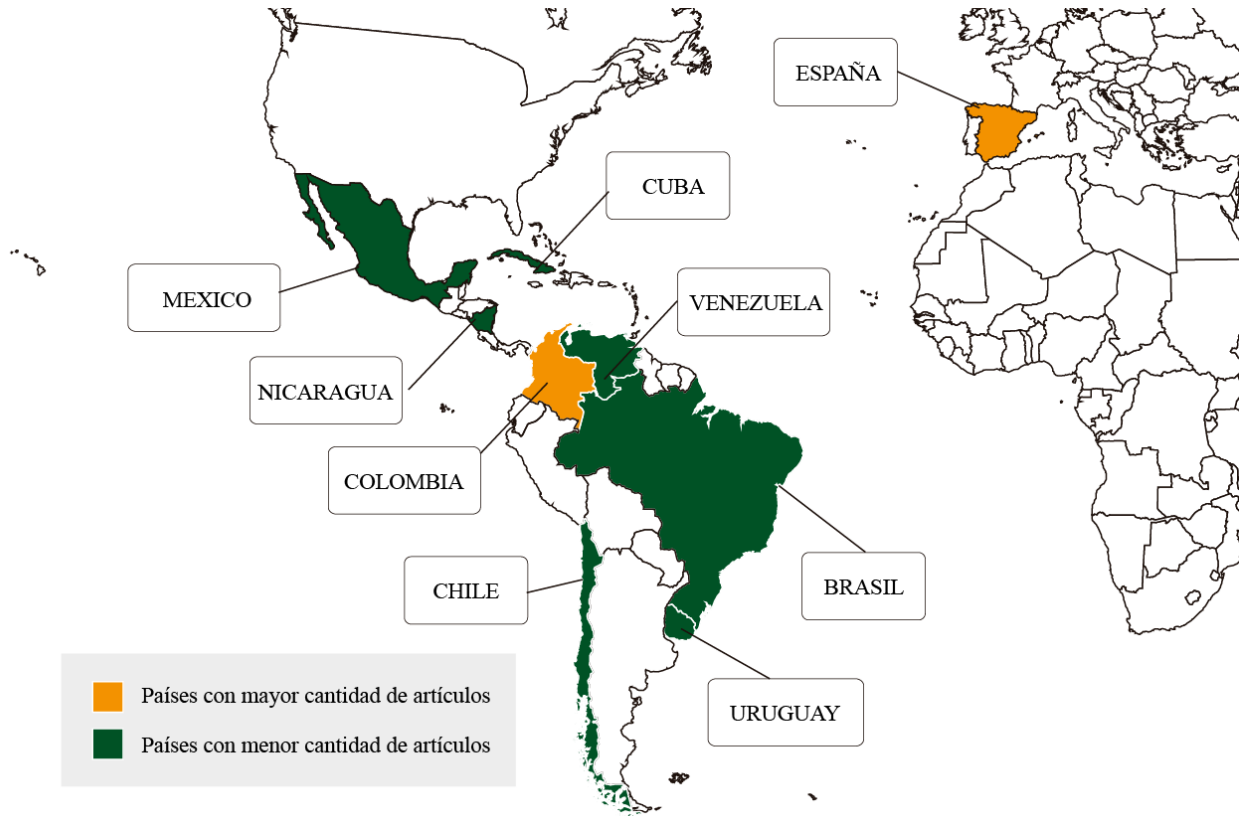 ESPAÑA
CUBA
MEXICO
VENEZUELA
NICARAGUA
COLOMBIA
CHILE
BRASIL
URUGUAY
Países con mayor cantidad de artículos
Países con menor cantidad de artículos